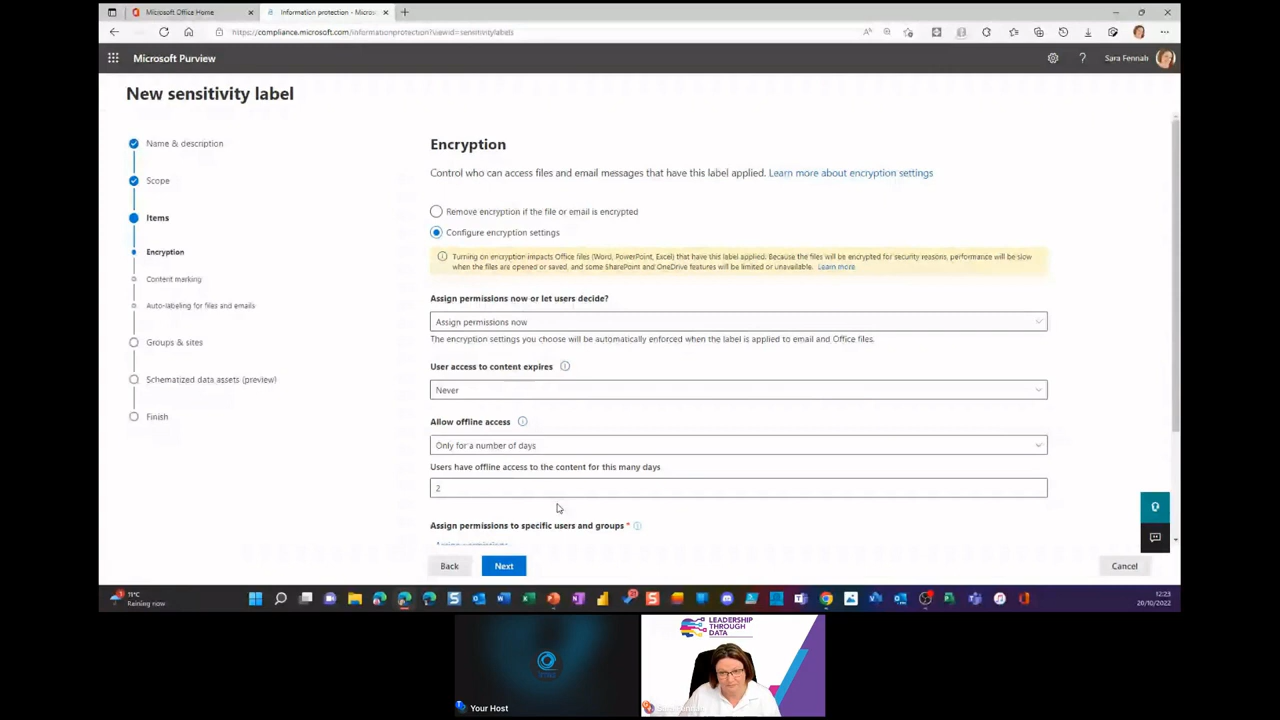 Microsoft Office Home
Information protection - Micros
https://compliance.microsoft.com/informationprotection?viewid=sensitivitylabels
Microsoft Purview
Sara Fennah
New sensitivity label
Name & description
Scope
Items
Encryption
Content marking
Auto-labeling for files and emails
Groups & sites
Schematized data assets (preview)
Finish
Encryption
Control who can access files and email messages that have this label applied. Learn more about encryption settings
Remove encryption if the file or email is encrypted
Configure encryption settings
Turning on encryption impacts Office files (Word, PowerPoint, Excel) that have this label applied. Because the files will be encrypted for security reasons, performance will be slow
when the files are opened or saved, and some SharePoint and OneDrive features will be limited or unavailable. Learn more
Assign permissions now or let users decide?
Assign permissions now
The encryption settings you choose will be automatically enforced when the label is applied to email and Office files.
User access to content expires
Never
Allow offline access
Only for a number of days
Users have offline access to the content for this many days
2
Assign permissions to specific users and groups *
Back
Next
Cancel
11°C
Raining now
12:23
20/10/2022
LEADERSHIP
THROUGH
DATA
Your Host